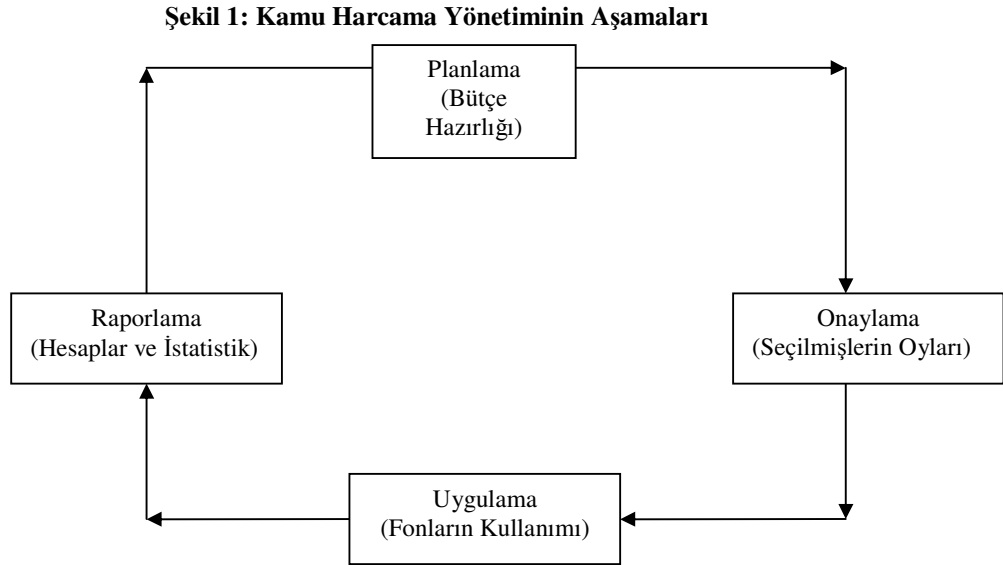 Şekil 1: Kamu Harcama Yönetiminin Aşamaları
Planlama
(Bütçe
Hazırlığı)
Raporlama
(Hesaplar ve İstatistik)
Onaylama
(Seçilmişlerin Oyları)
Uygulama
(Fonların Kullanımı)